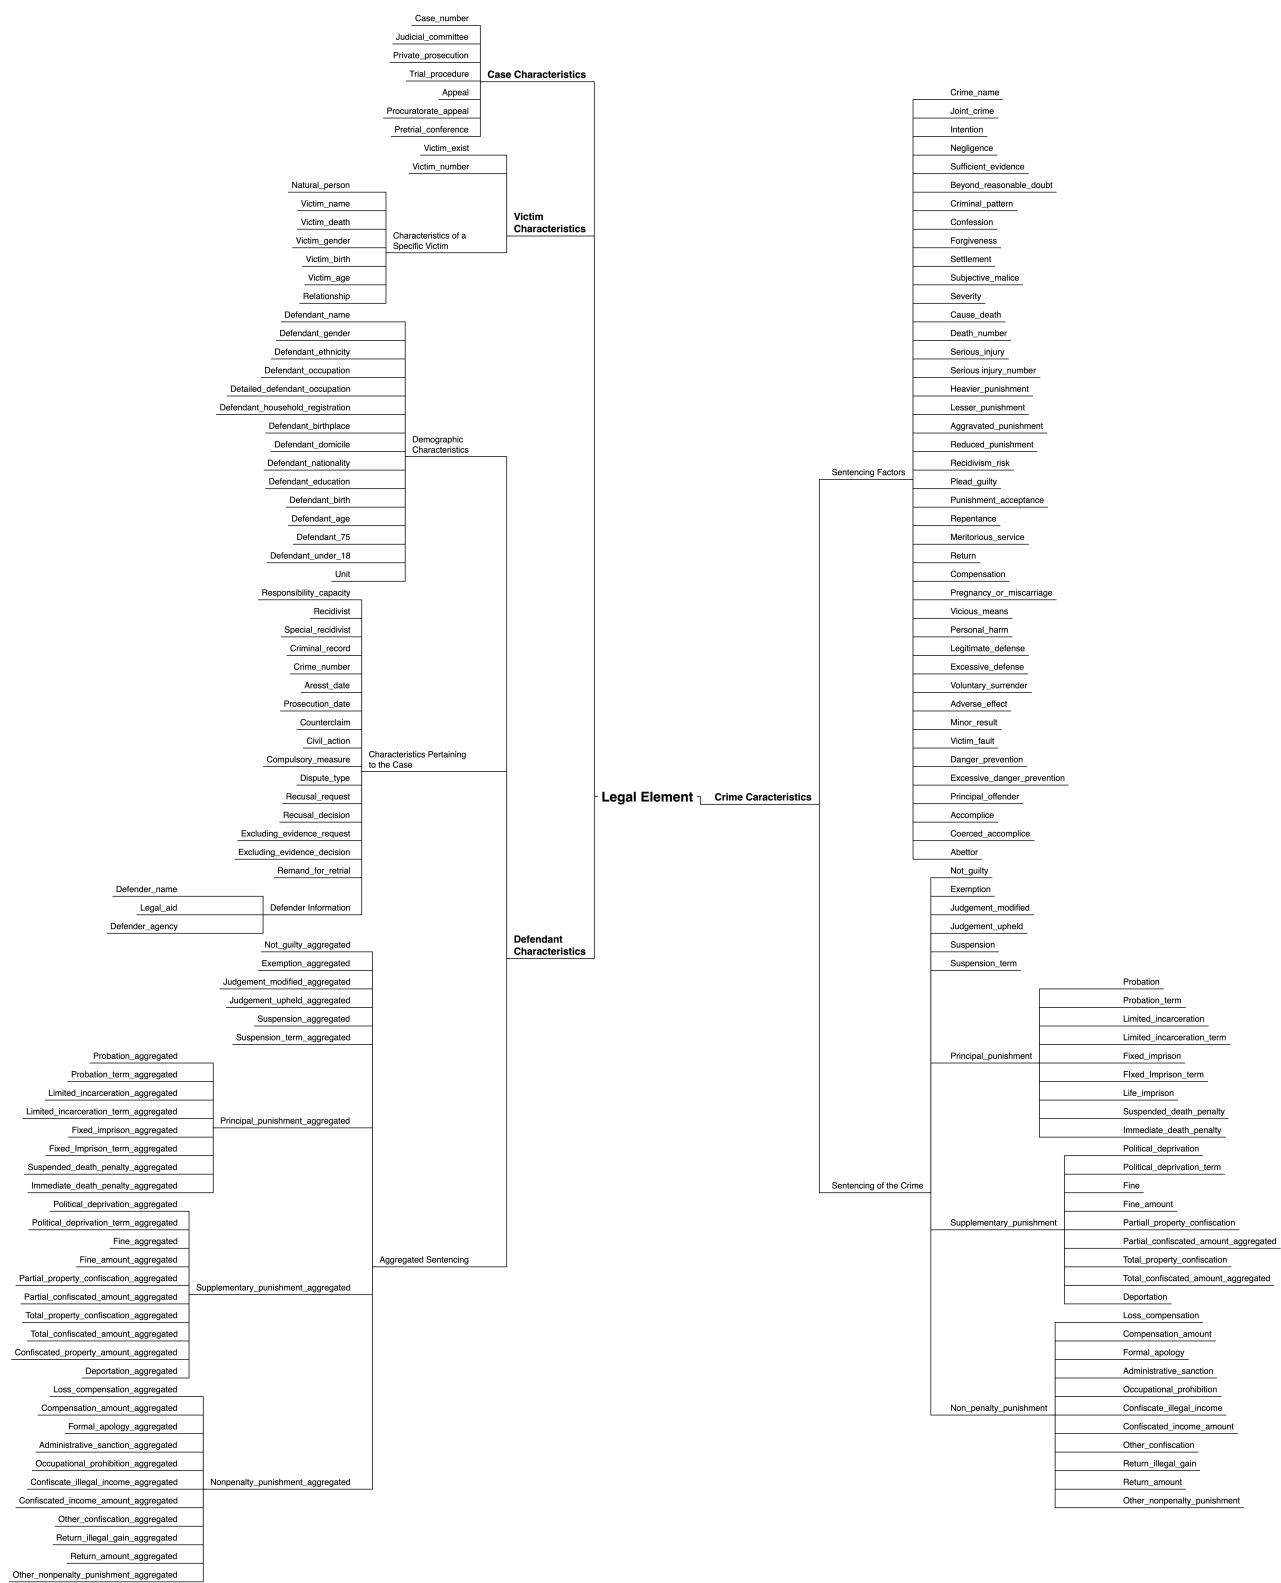 Case_number
Judicial_committee
Private_prosecution
Trial_procedure
Case Characteristics
Appeal
Procuratorate_appeal
Pretrial_conference
Victim_exist
Victim_number
Natural_person
Victim_name
Victim_death
Victim_gender
Victim_birth
Victim_age
Relationship
Characteristics of a
Specific Victim
Victim
Characteristics
Defendant_name
Defendant_gender
Defendant_ethnicity
Defendant_occupation
Detailed_defendant_occupation
Defendant_household_registration
Defendant_birthplace
Defendant_domicile
Defendant_nationality
Defendant_education
Defendant_birth
Defendant_age
Defendant_75
Defendant_under_18
Unit
Demographic
Characteristics
Responsibility_capacity
Recidivist
Special_recidivist
Criminal_record
Crime_number
Aresst_date
Prosecution_date
Counterclaim
Civil_action
Compulsory_measure
Dispute_type
Recusal_request
Recusal_decision
Excluding_evidence_request
Excluding_evidence_decision
Remand_for_retrial
Characteristics Pertaining
to the Case
Defender_name
Legal_aid
Defender_agency
Defender Information
Defendant
Characteristics
Not_guilty_aggregated
Exemption_aggregated
Judgement_modified_aggregated
Judgement_upheld_aggregated
Suspension_aggregated
Suspension_term_aggregated
Probation_aggregated
Probation_term_aggregated
Limited_incarceration_aggregated
Limited_incarceration_term_aggregated
Fixed_imprison_aggregated
Fixed_Imprison_term_aggregated
Suspended_death_penalty_aggregated
Immediate_death_penalty_aggregated
Principal_punishment_aggregated
Political_deprivation_aggregated
Political_deprivation_term_aggregated
Fine_aggregated
Fine_amount_aggregated
Partial_property_confiscation_aggregated
Partial_confiscated_amount_aggregated
Total_property_confiscation_aggregated
Total_confiscated_amount_aggregated
Confiscated_property_amount_aggregated
Deportation_aggregated
Supplementary_punishment_aggregated
Aggregated Sentencing
Loss_compensation_aggregated
Compensation_amount_aggregated
Formal_apology_aggregated
Administrative_sanction_aggregated
Occupational_prohibition_aggregated
Confiscate_illegal_income_aggregated
Confiscated_income_amount_aggregated
Other_confiscation_aggregated
Return_illegal_gain_aggregated
Return_amount_aggregated
Other_nonpenalty_punishment_aggregated
Nonpenalty_punishment_aggregated
Legal Element
Crime Caracteristics
Sentencing Factors
Crime_name
Joint_crime
Intention
Negligence
Sufficient_evidence
Beyond_reasonable_doubt
Criminal_pattern
Confession
Forgiveness
Settlement
Subjective_malice
Severity
Cause_death
Death_number
Serious_injury
Serious injury_number
Heavier_punishment
Lesser_punishment
Aggravated_punishment
Reduced_punishment
Recidivism_risk
Plead_guilty
Punishment_acceptance
Repentance
Meritorious_service
Return
Compensation
Pregnancy_or_miscarriage
Vicious_means
Personal_harm
Legitimate_defense
Excessive_defense
Voluntary_surrender
Adverse_effect
Minor_result
Victim_fault
Danger_prevention
Excessive_danger_prevention
Principal_offender
Accomplice
Coerced_accomplice
Abettor
Sentencing of the Crime
Not_guilty
Exemption
Judgement_modified
Judgement_upheld
Suspension
Suspension_term
Principal_punishment
Probation
Probation_term
Limited_incarceration
Limited_incarceration_term
Fixed_imprison
FIxed_Imprison_term
Life_imprison
Suspended_death_penalty
Immediate_death_penalty
Supplementary_punishment
Political_deprivation
Political_deprivation_term
Fine
Fine_amount
Partiall_property_confiscation
Partial_confiscated_amount_aggregated
Total_property_confiscation
Total_confiscated_amount_aggregated
Deportation
Non_penalty_punishment
Loss_compensation
Compensation_amount
Formal_apology
Administrative_sanction
Occupational_prohibition
Confiscate_illegal_income
Confiscated_income_amount
Other_confiscation
Return_illegal_gain
Return_amount
Other_nonpenalty_punishment